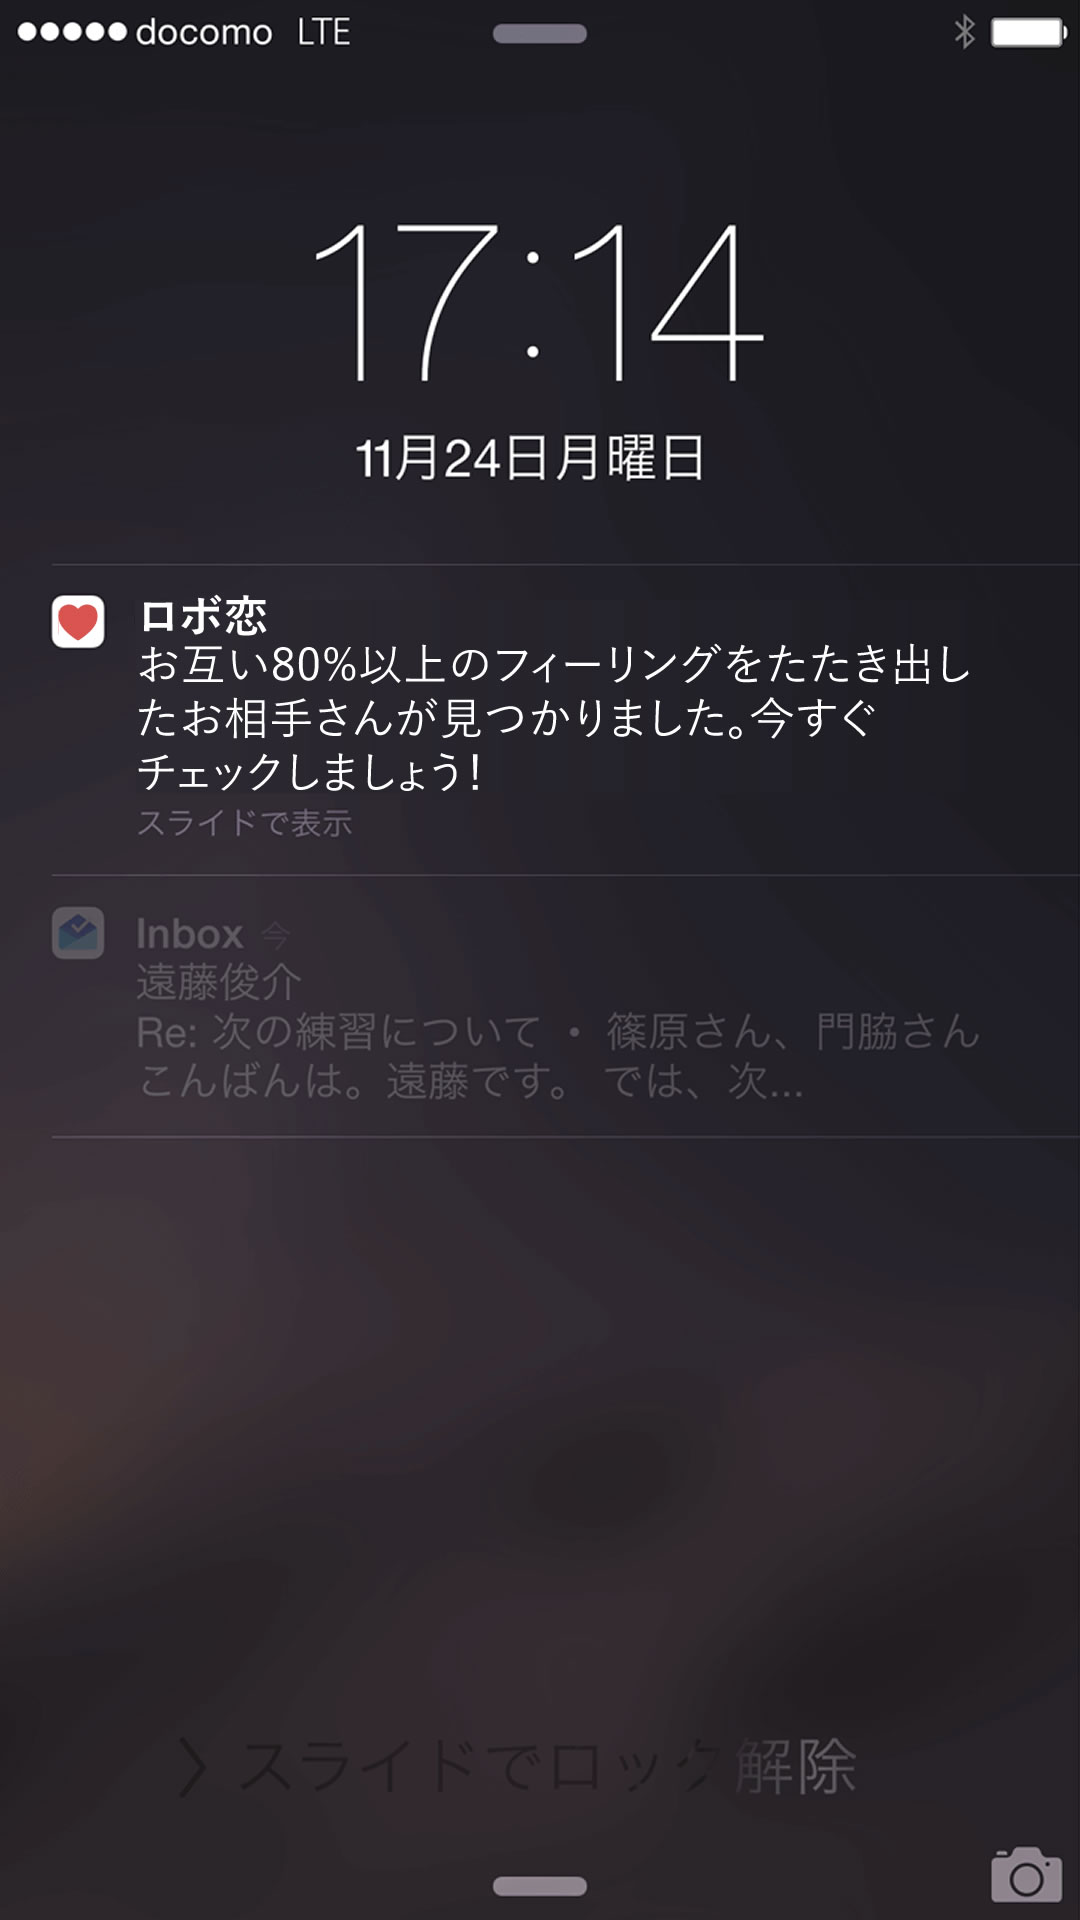 docomo LTE
17:14
11月24日月曜日
ロボ恋
お互い80%以上のフィーリングをたたき出し
たお相手さんが見つかりました。今すぐ
チェックしましょう!
スライドで表示
Inbox 今
遠藤俊介
Re: 次の練習について • 篠原さん、門脇さん
こんばんは。遠藤です。 では、次...
スライドでロック解除